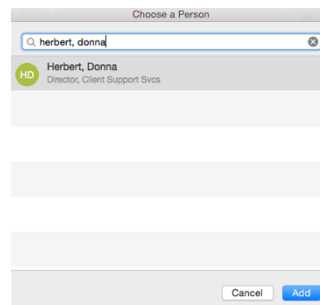 Choose a Person
herbert, donna
HD
Herbert, Donna
Director, Client Support Svcs
Cancel
Add